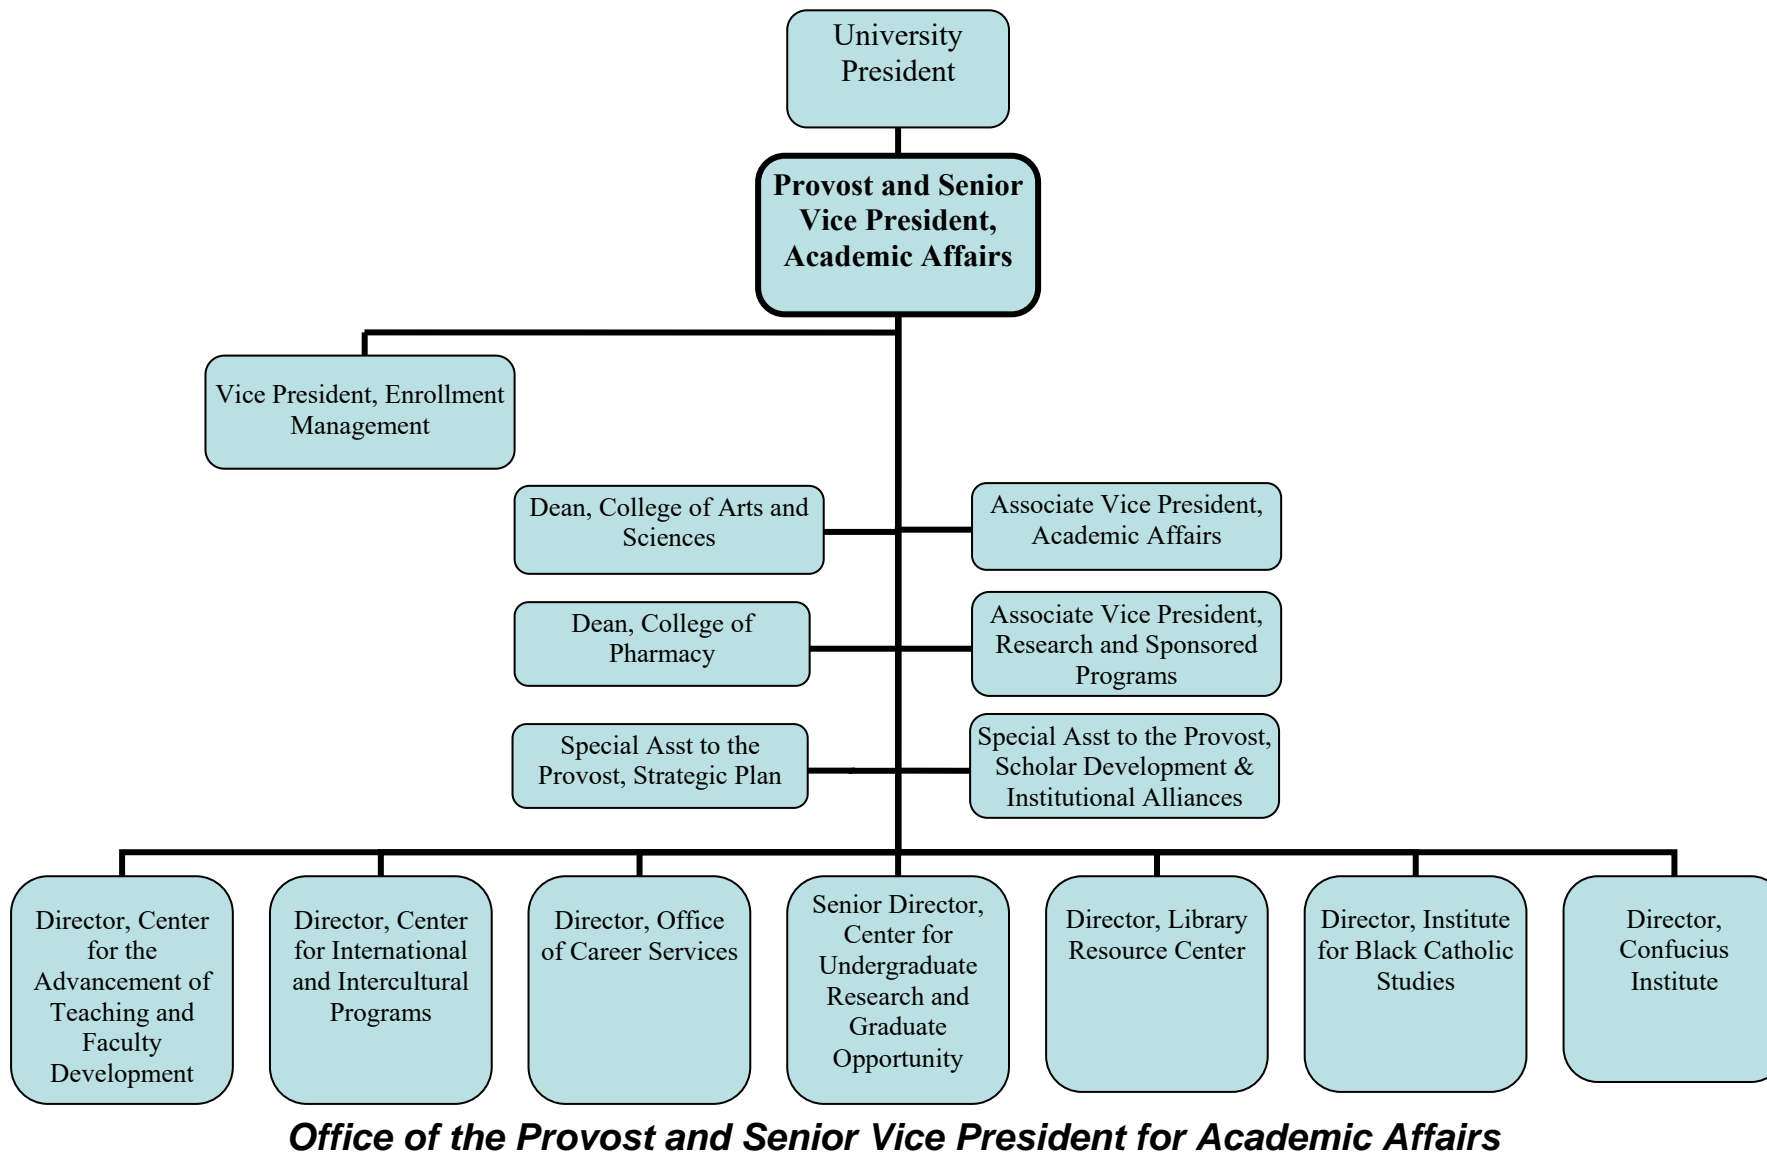 University
President
Provost and Senior
Vice President,
Academic Affairs
Vice President, Enrollment
Management
Dean, College of Arts and
Sciences
Associate Vice President,
Academic Affairs
Dean, College of
Pharmacy
Associate Vice President,
Research and Sponsored
Programs
Special Asst to the
Provost, Strategic Plan
Special Asst to the Provost,
Scholar Development &
Institutional Alliances
Director, Center
for the
Advancement of
Teaching and
Faculty
Development
Director, Center
for International
and Intercultural
Programs
Director, Office
of Career Services
Senior Director,
Center for
Undergraduate
Research and
Graduate
Opportunity
Director, Library
Resource Center
Director, Institute
for Black Catholic
Studies
Director,
Confucius
Institute
Office of the Provost and Senior Vice President for Academic Affairs